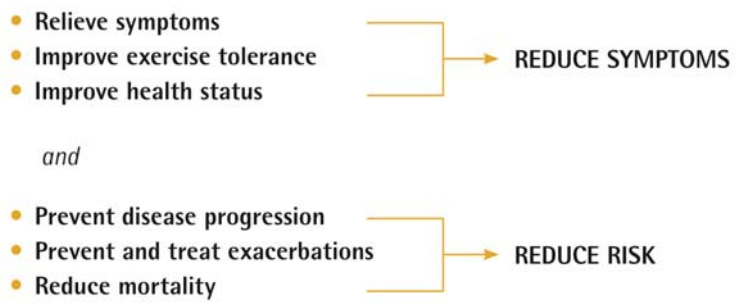 • Relieve symptoms
• Improve exercise tolerance
REDUCE SYMPTOMS
• Improve health status
and
• Prevent disease progression
• Prevent and treat exacerbations
REDUCE RISK
• Reduce mortality